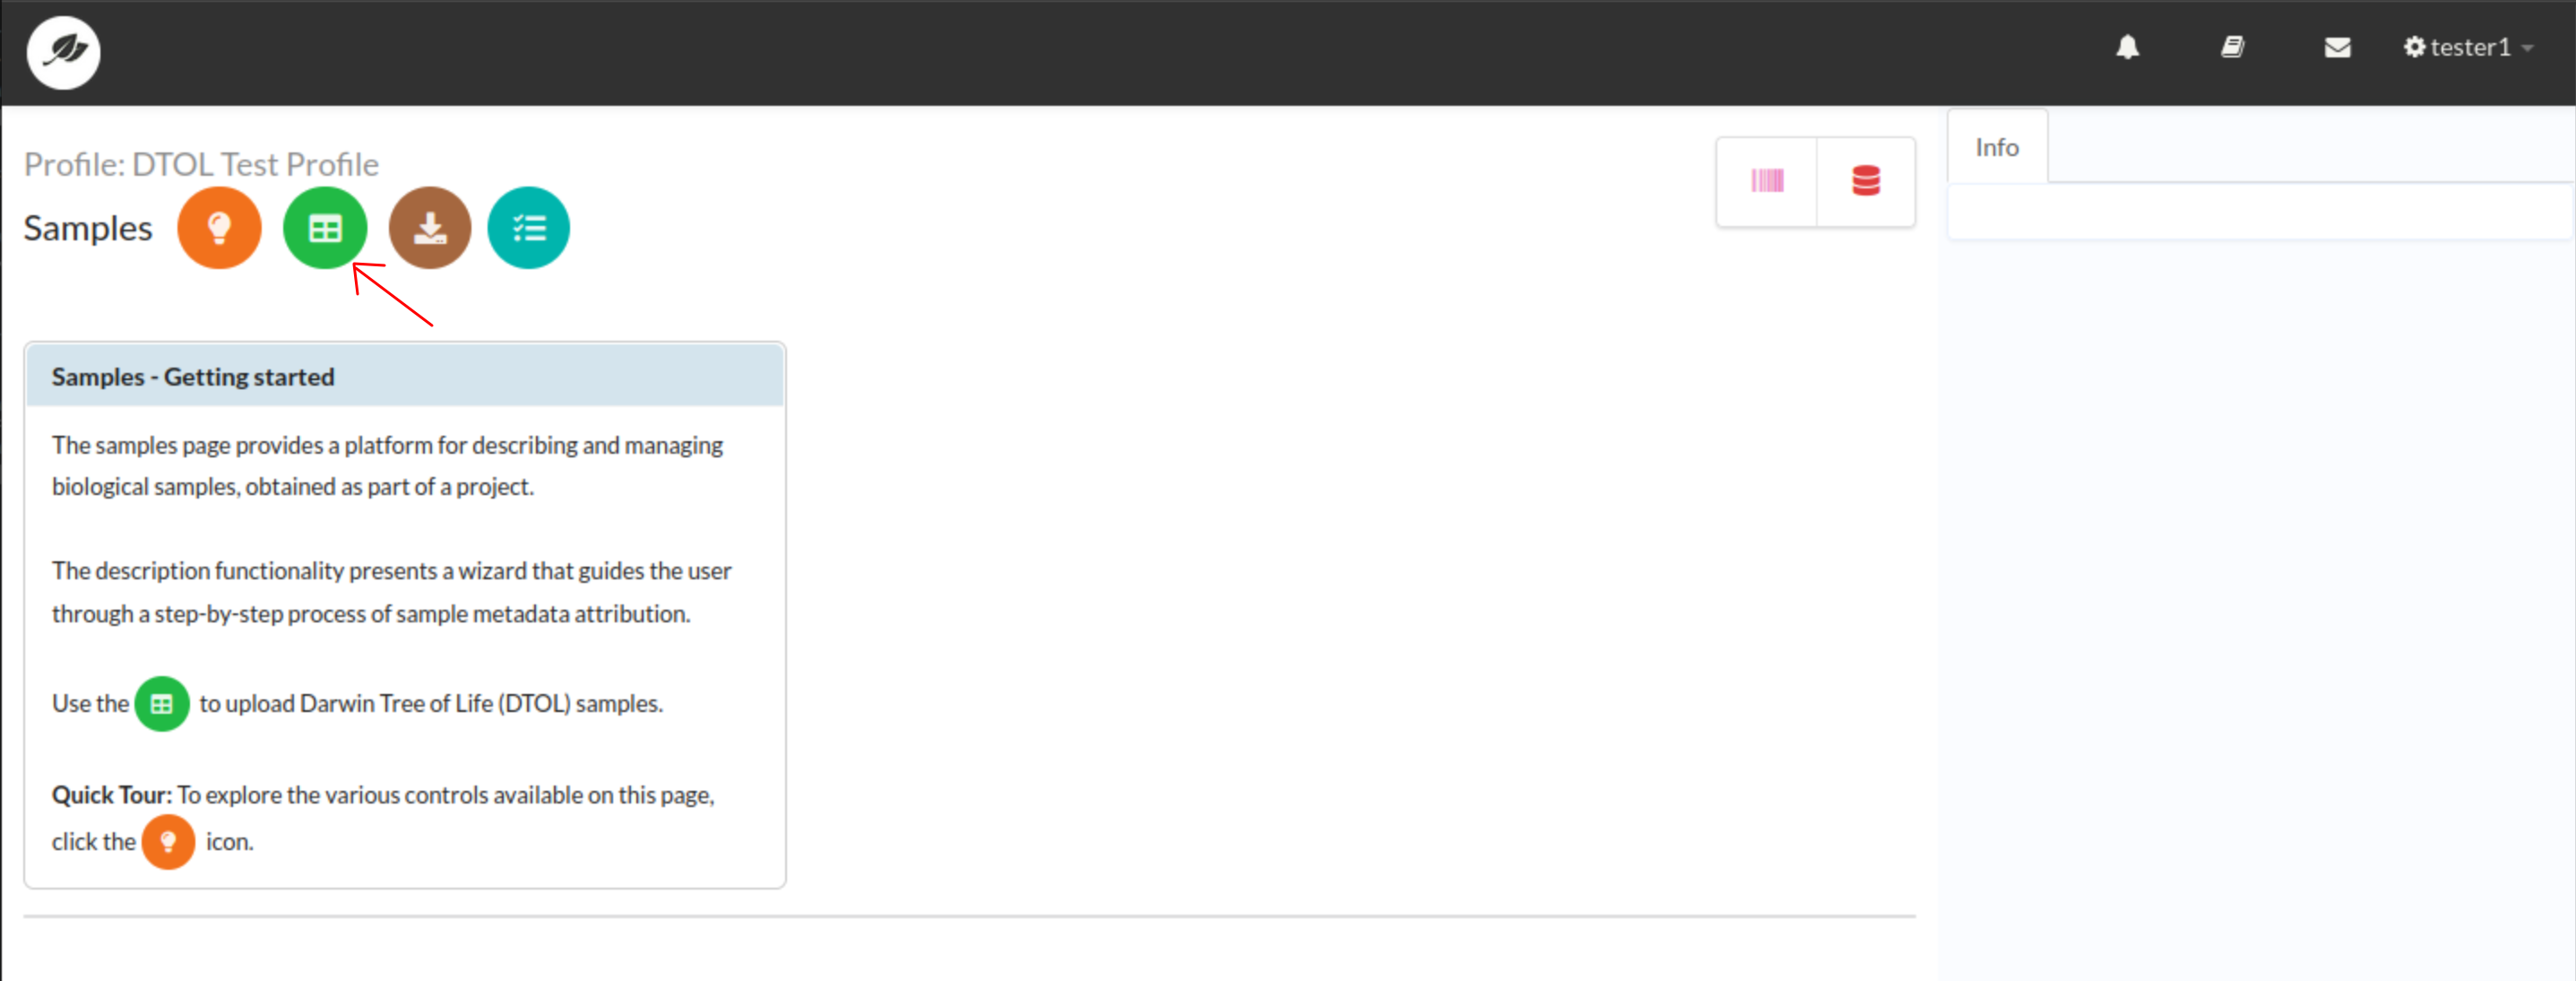 tester1
Profile: DTOL Test Profile
Samples
Info
Samples - Getting started
The samples page provides a platform for describing and managing
biological samples, obtained as part of a project.
The description functionality presents a wizard that guides the user
through a step-by-step process of sample metadata attribution.
Use the to upload Darwin Tree of Life (DTOL) samples.
Quick Tour: To explore the various controls available on this page,
click the icon.